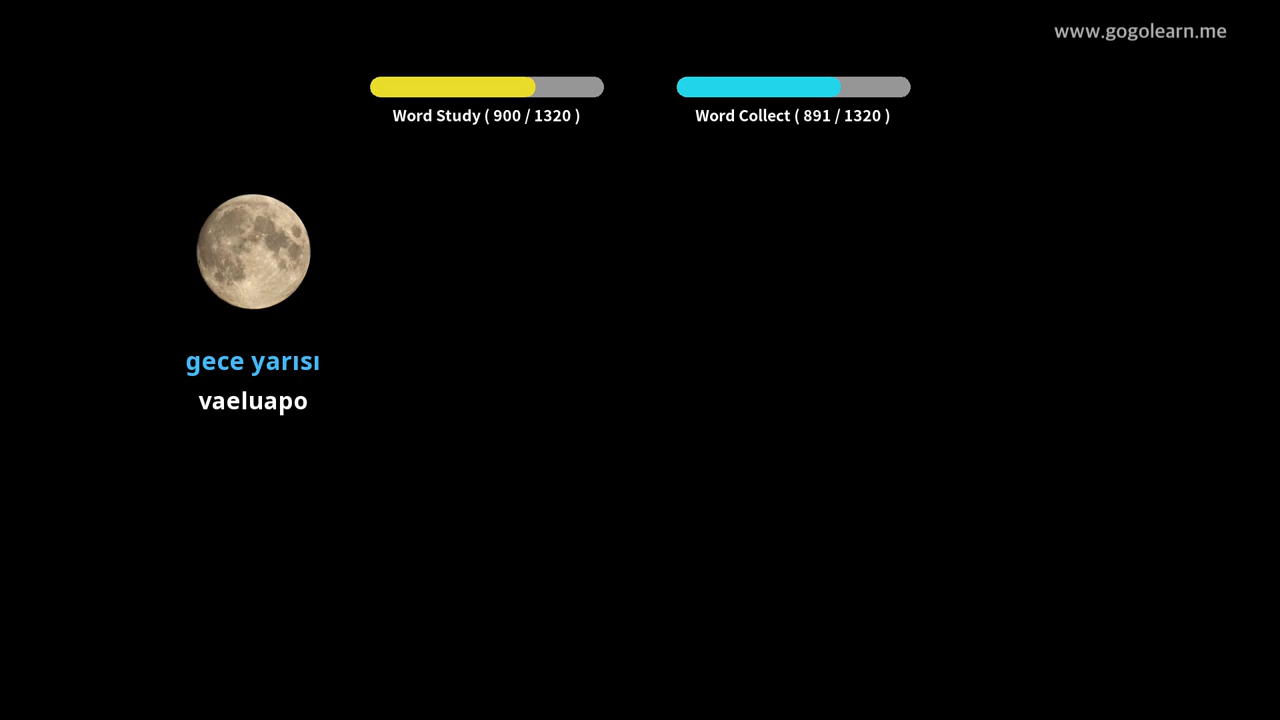 www.gogolearn.me
Word Study ( 900 / 1320 )
Word Collect ( 891 / 1320 )
gece yarısı
vaeluapo